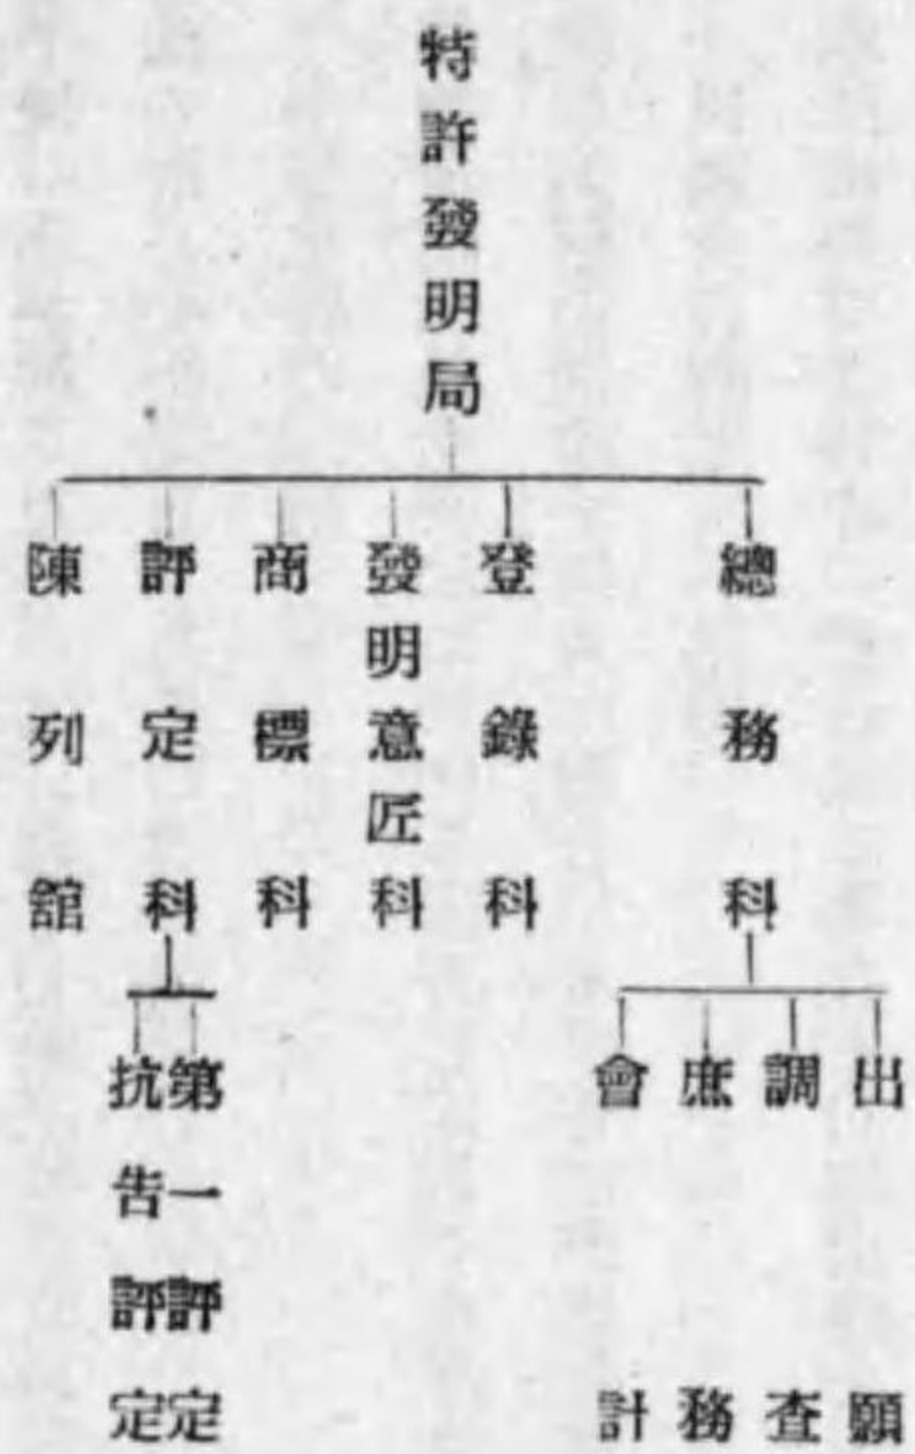 特許發明局
總務科
登錄科
發明意匠科
商標科
評定科
陳列館
出願
調査
庶務
會計
第一評定
抗告評定